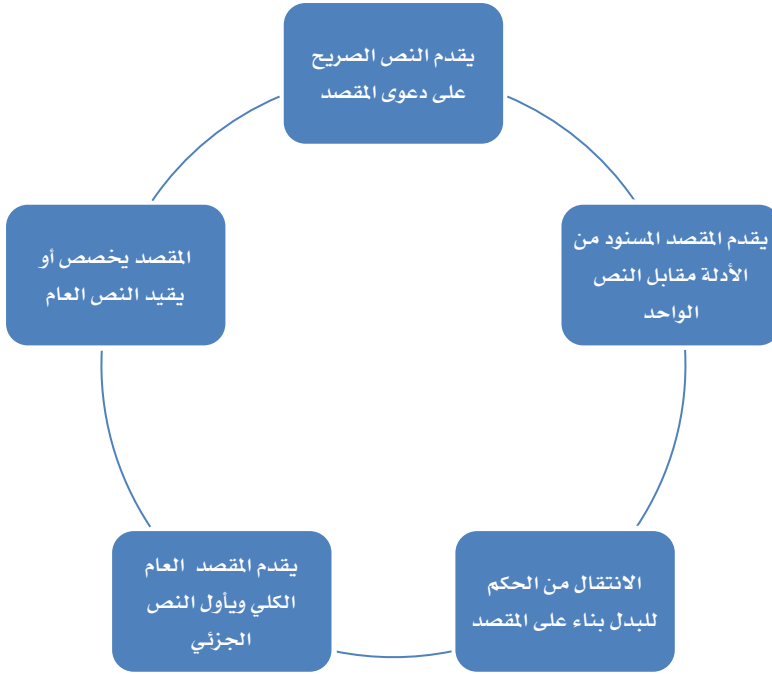 يقدم النص الصريح
على دعوى المقصد
يقدم المقصد المسنود من
الأدلة مقابل النص
الواحد
الانتقال من الحكم
للبدل بناء على المقصد
يقدم المقصد العام
الكلي ويأول النص
الجزئي
المقصد يخصص أو
يقيد النص العام